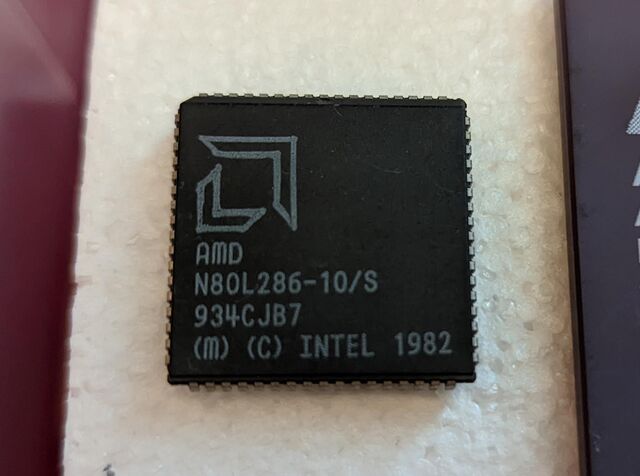 AMD
N80L286-10/S
934CJB7
(M) (C) INTEL 1982